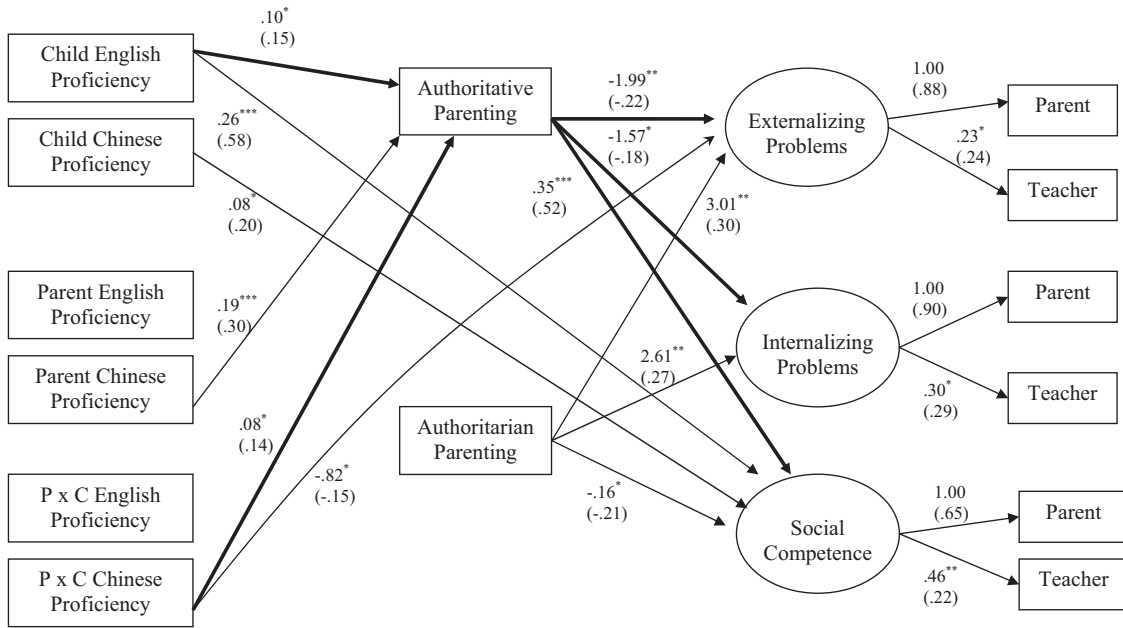 Child English
Proficiency
Child Chinese
Proficiency
Parent English
Proficiency
Parent Chinese
Proficiency
P x C English
Proficiency
P x C Chinese
Proficiency
.10*
(.15)
.26***
(.58)
.08*
(.20)
.19***
(.30)
.08*
(.14)
-.82*
(-.15)
Authoritative
Parenting
Authoritarian
Parenting
-1.99**
(-.22)
-1.57*
(-.18)
.35***
(.52)
3.01**
(.30)
2.61**
(.27)
-.16*
(-.21)
Externalizing
Problems
Internalizing
Problems
Social
Competence
1.00
(.88)
.23*
(.24)
Parent
Teacher
1.00
(.90)
.30*
(.29)
Parent
Teacher
1.00
(.65)
.46**
(.22)
Parent
Teacher